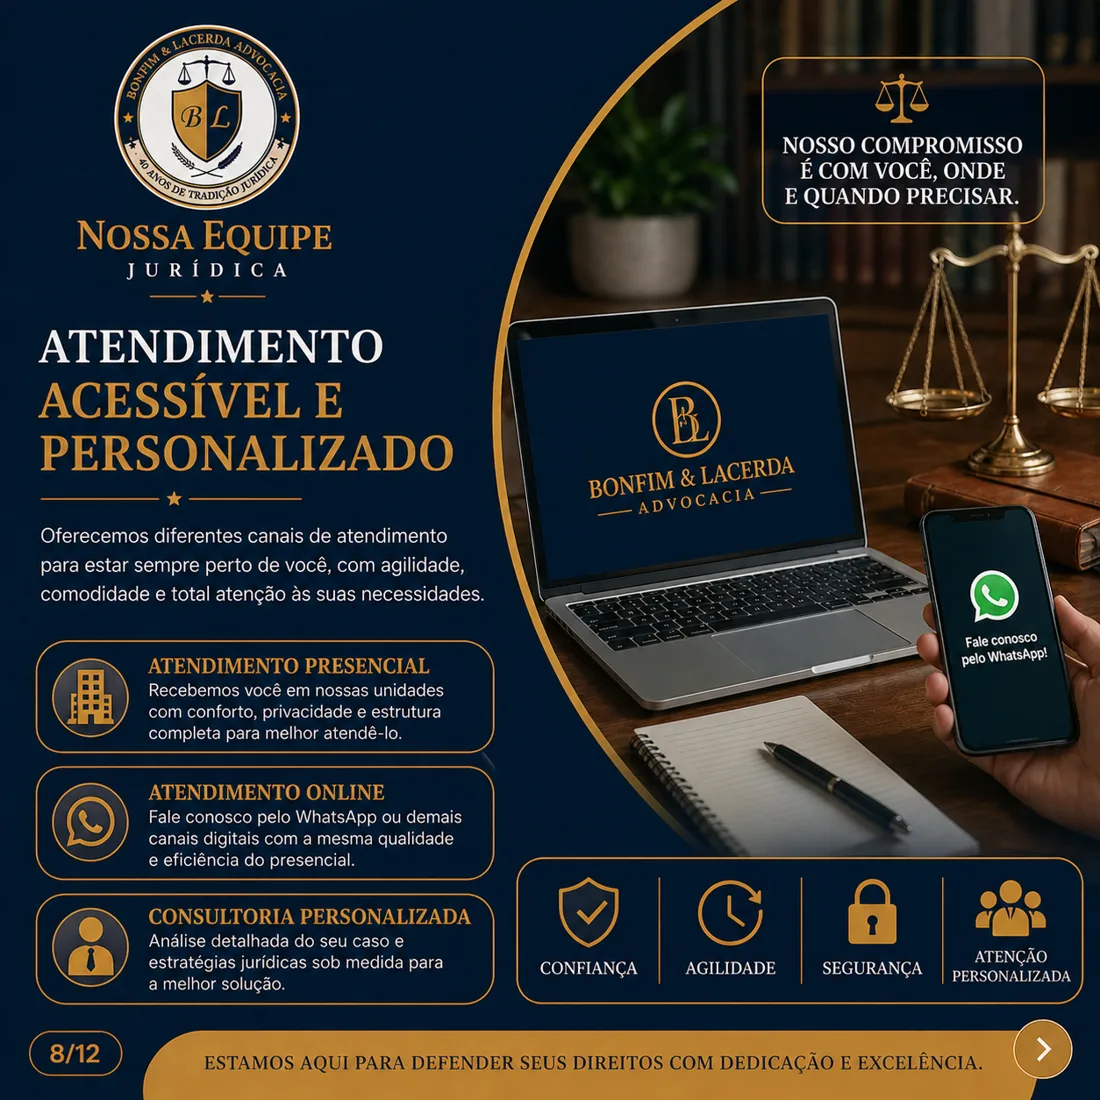 BONFIM & LACERDA ADVOCACIA
B L
40 ANOS DE TRADIÇÃO JURÍDICA
NOSSA EQUIPE
JURÍDICA
NOSSO COMPROMISSO
É COM VOCÊ, ONDE
E QUANDO PRECISAR.
ATENDIMENTO
ACESSÍVEL E
PERSONALIZADO
Oferecemos diferentes canais de atendimento
para estar sempre perto de você, com agilidade,
comodidade e total atenção às suas necessidades.
BL
BONFIM & LACERDA
ADVOCACIA
Fale conosco
pelo WhatsApp!
ATENDIMENTO PRESENCIAL
Recebemos você em nossas unidades
com conforto, privacidade e estrutura
completa para melhor atendê-lo.
ATENDIMENTO ONLINE
Fale conosco pelo WhatsApp ou demais
canais digitais com a mesma qualidade
e eficiência do presencial.
CONSULTORIA PERSONALIZADA
Análise detalhada do seu caso e
estratégias jurídicas sob medida para
a melhor solução.
CONFIANÇA
AGILIDADE
SEGURANÇA
ATENÇÃO
PERSONALIZADA
8/12
ESTAMOS AQUI PARA DEFENDER SEUS DIREITOS COM DEDICAÇÃO E EXCELÊNCIA.